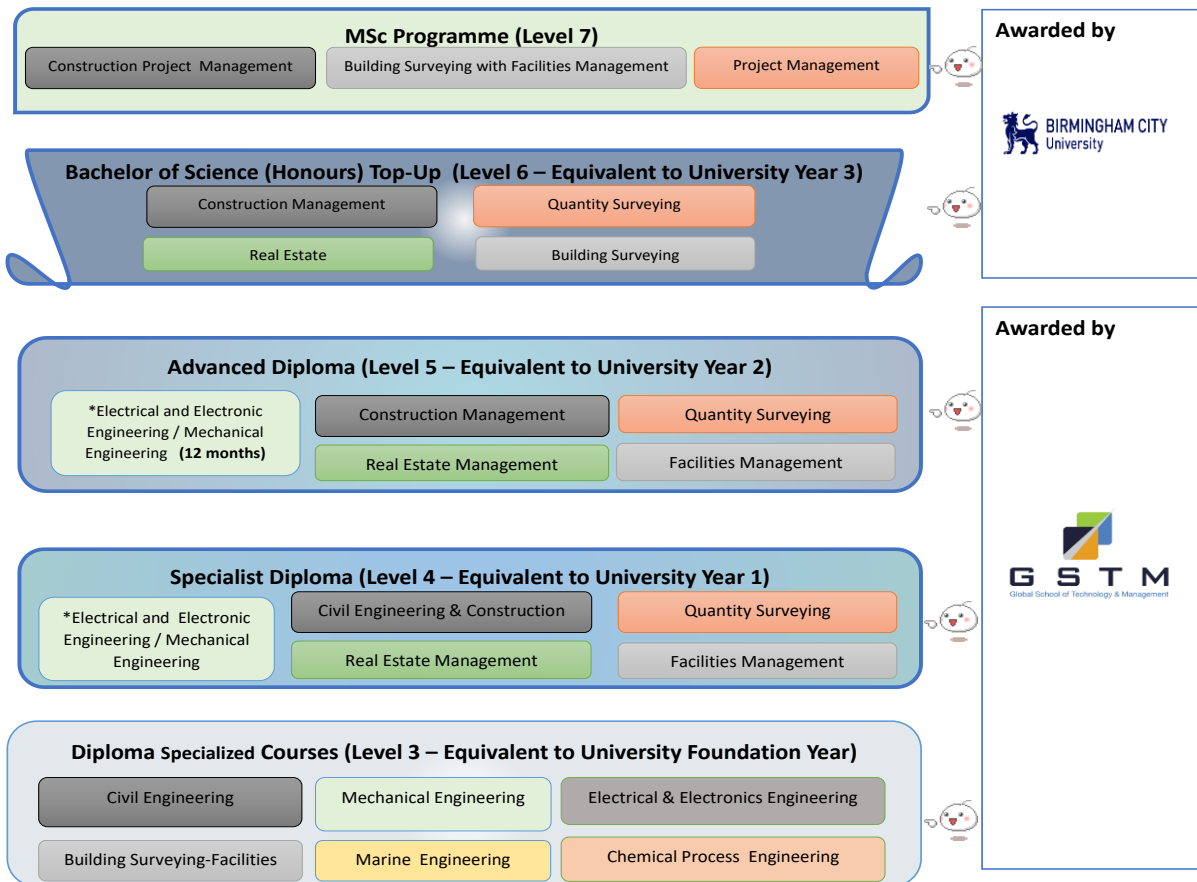 MSc Programme (Level 7)
Construction Project Management
Building Surveying with Facilities Management
Project Management
Awarded by
BIRMINGHAM CITY
University
Bachelor of Science (Honours) Top-Up (Level 6 – Equivalent to University Year 3)
Construction Management
Quantity Surveying
Real Estate
Building Surveying
Awarded by
GSTM
Global School of Technology & Management
Advanced Diploma (Level 5 – Equivalent to University Year 2)
*Electrical and Electronic
Engineering / Mechanical
Engineering (12 months)
Construction Management
Quantity Surveying
Real Estate Management
Facilities Management
Specialist Diploma (Level 4 – Equivalent to University Year 1)
*Electrical and Electronic
Engineering / Mechanical
Engineering
Civil Engineering & Construction
Quantity Surveying
Real Estate Management
Facilities Management
Diploma Specialized Courses (Level 3 – Equivalent to University Foundation Year)
Civil Engineering
Mechanical Engineering
Electrical & Electronics Engineering
Building Surveying-Facilities
Marine Engineering
Chemical Process Engineering